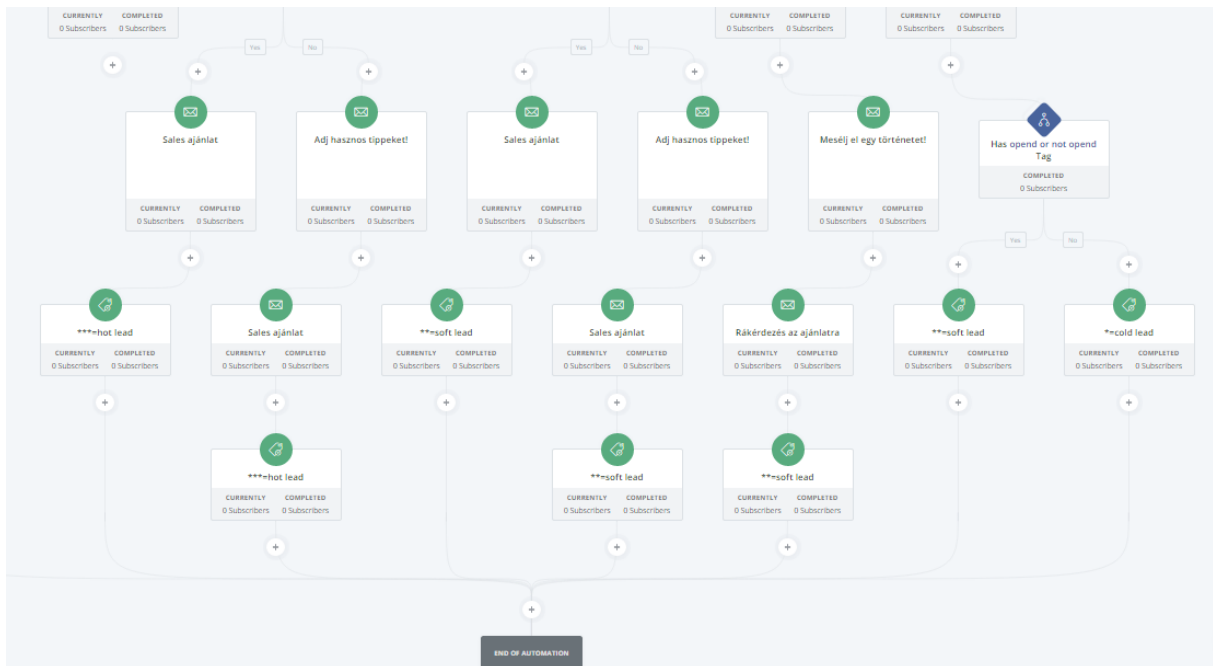 CURRENTLY COMPLETED
0 Subscribers 0 Subscribers
CURRENTLY COMPLETED
0 Subscribers 0 Subscribers
CURRENTLY COMPLETED
0 Subscribers 0 Subscribers
Yes No
Yes No
Sales ajánlat
CURRENTLY COMPLETED
0 Subscribers 0 Subscribers
Adj hasznos tippeket!
CURRENTLY COMPLETED
0 Subscribers 0 Subscribers
Sales ajánlat
CURRENTLY COMPLETED
0 Subscribers 0 Subscribers
Adj hasznos tippeket!
CURRENTLY COMPLETED
0 Subscribers 0 Subscribers
Mesélj el egy történetet!
CURRENTLY COMPLETED
0 Subscribers 0 Subscribers
Has opend or not opend
Tag
COMPLETED
0 Subscribers
Yes No
***=hot lead
CURRENTLY COMPLETED
0 Subscribers 0 Subscribers
Sales ajánlat
CURRENTLY COMPLETED
0 Subscribers 0 Subscribers
**=soft lead
CURRENTLY COMPLETED
0 Subscribers 0 Subscribers
Sales ajánlat
CURRENTLY COMPLETED
0 Subscribers 0 Subscribers
Rákérdezés az ajánlatra
CURRENTLY COMPLETED
0 Subscribers 0 Subscribers
**=soft lead
CURRENTLY COMPLETED
0 Subscribers 0 Subscribers
*=cold lead
CURRENTLY COMPLETED
0 Subscribers 0 Subscribers
***=hot lead
CURRENTLY COMPLETED
0 Subscribers 0 Subscribers
**=soft lead
CURRENTLY COMPLETED
0 Subscribers 0 Subscribers
**=soft lead
CURRENTLY COMPLETED
0 Subscribers 0 Subscribers
END OF AUTOMATION